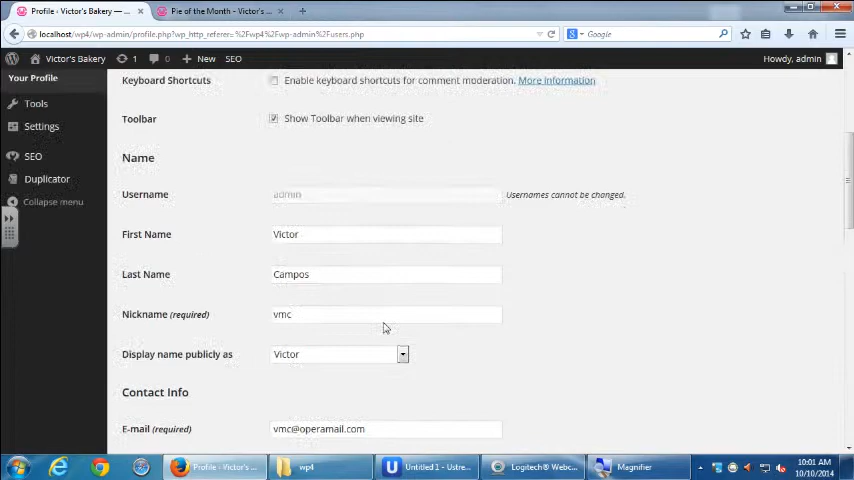 Profile ‹ Victor's Bakery — ...
Pie of the Month - Victor's ...
localhost/wp4/wp-admin/profile.php?wp_http_referer=%2Fwp4%2Fwp-admin%2Fusers.php
Google
Victor's Bakery
1
0
New
SEO
Howdy, admin
Your Profile
Tools
Settings
SEO
Duplicator
Collapse menu
Keyboard Shortcuts
Enable keyboard shortcuts for comment moderation. More information
Toolbar
Show Toolbar when viewing site
Name
Username
admin
Usernames cannot be changed.
First Name
Victor
Last Name
Campos
Nickname (required)
vmc
Display name publicly as
Victor
Contact Info
E-mail (required)
vmc@operamail.com
Profile ‹ Victor's ...
wp4
Untitled 1 - Ustre...
Logitech® Webc...
Magnifier
10:01 AM
10/10/2014